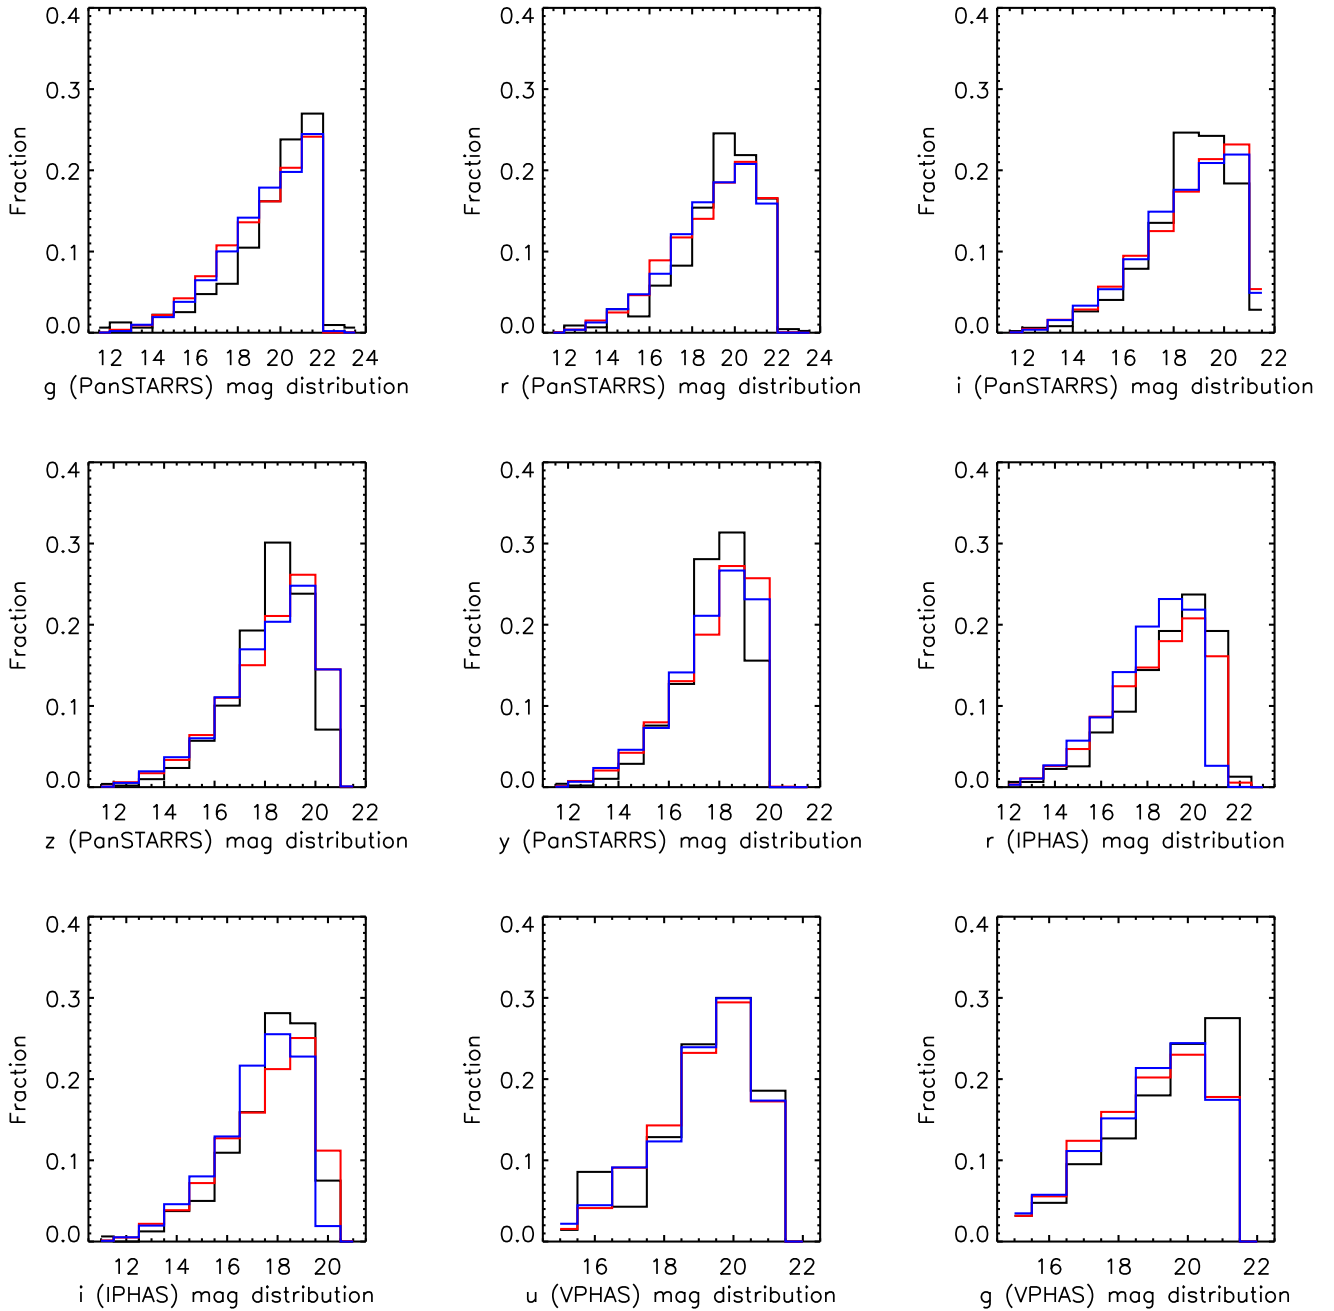 0.4
0.3
0.2
0.1
0.0
Fraction
12 14 16 18 20 22 24
g (PanSTARRS) mag distribution
0.4
0.3
0.2
0.1
0.0
Fraction
12 14 16 18 20 22 24
r (PanSTARRS) mag distribution
0.4
0.3
0.2
0.1
0.0
Fraction
12 14 16 18 20 22
i (PanSTARRS) mag distribution
0.4
0.3
0.2
0.1
0.0
Fraction
12 14 16 18 20 22
z (PanSTARRS) mag distribution
0.4
0.3
0.2
0.1
0.0
Fraction
12 14 16 18 20 22
y (PanSTARRS) mag distribution
0.4
0.3
0.2
0.1
0.0
Fraction
12 14 16 18 20 22
r (IPHAS) mag distribution
0.4
0.3
0.2
0.1
0.0
Fraction
12 14 16 18 20
i (IPHAS) mag distribution
0.4
0.3
0.2
0.1
0.0
Fraction
16 18 20 22
u (VPHAS) mag distribution
0.4
0.3
0.2
0.1
0.0
Fraction
16 18 20 22
g (VPHAS) mag distribution